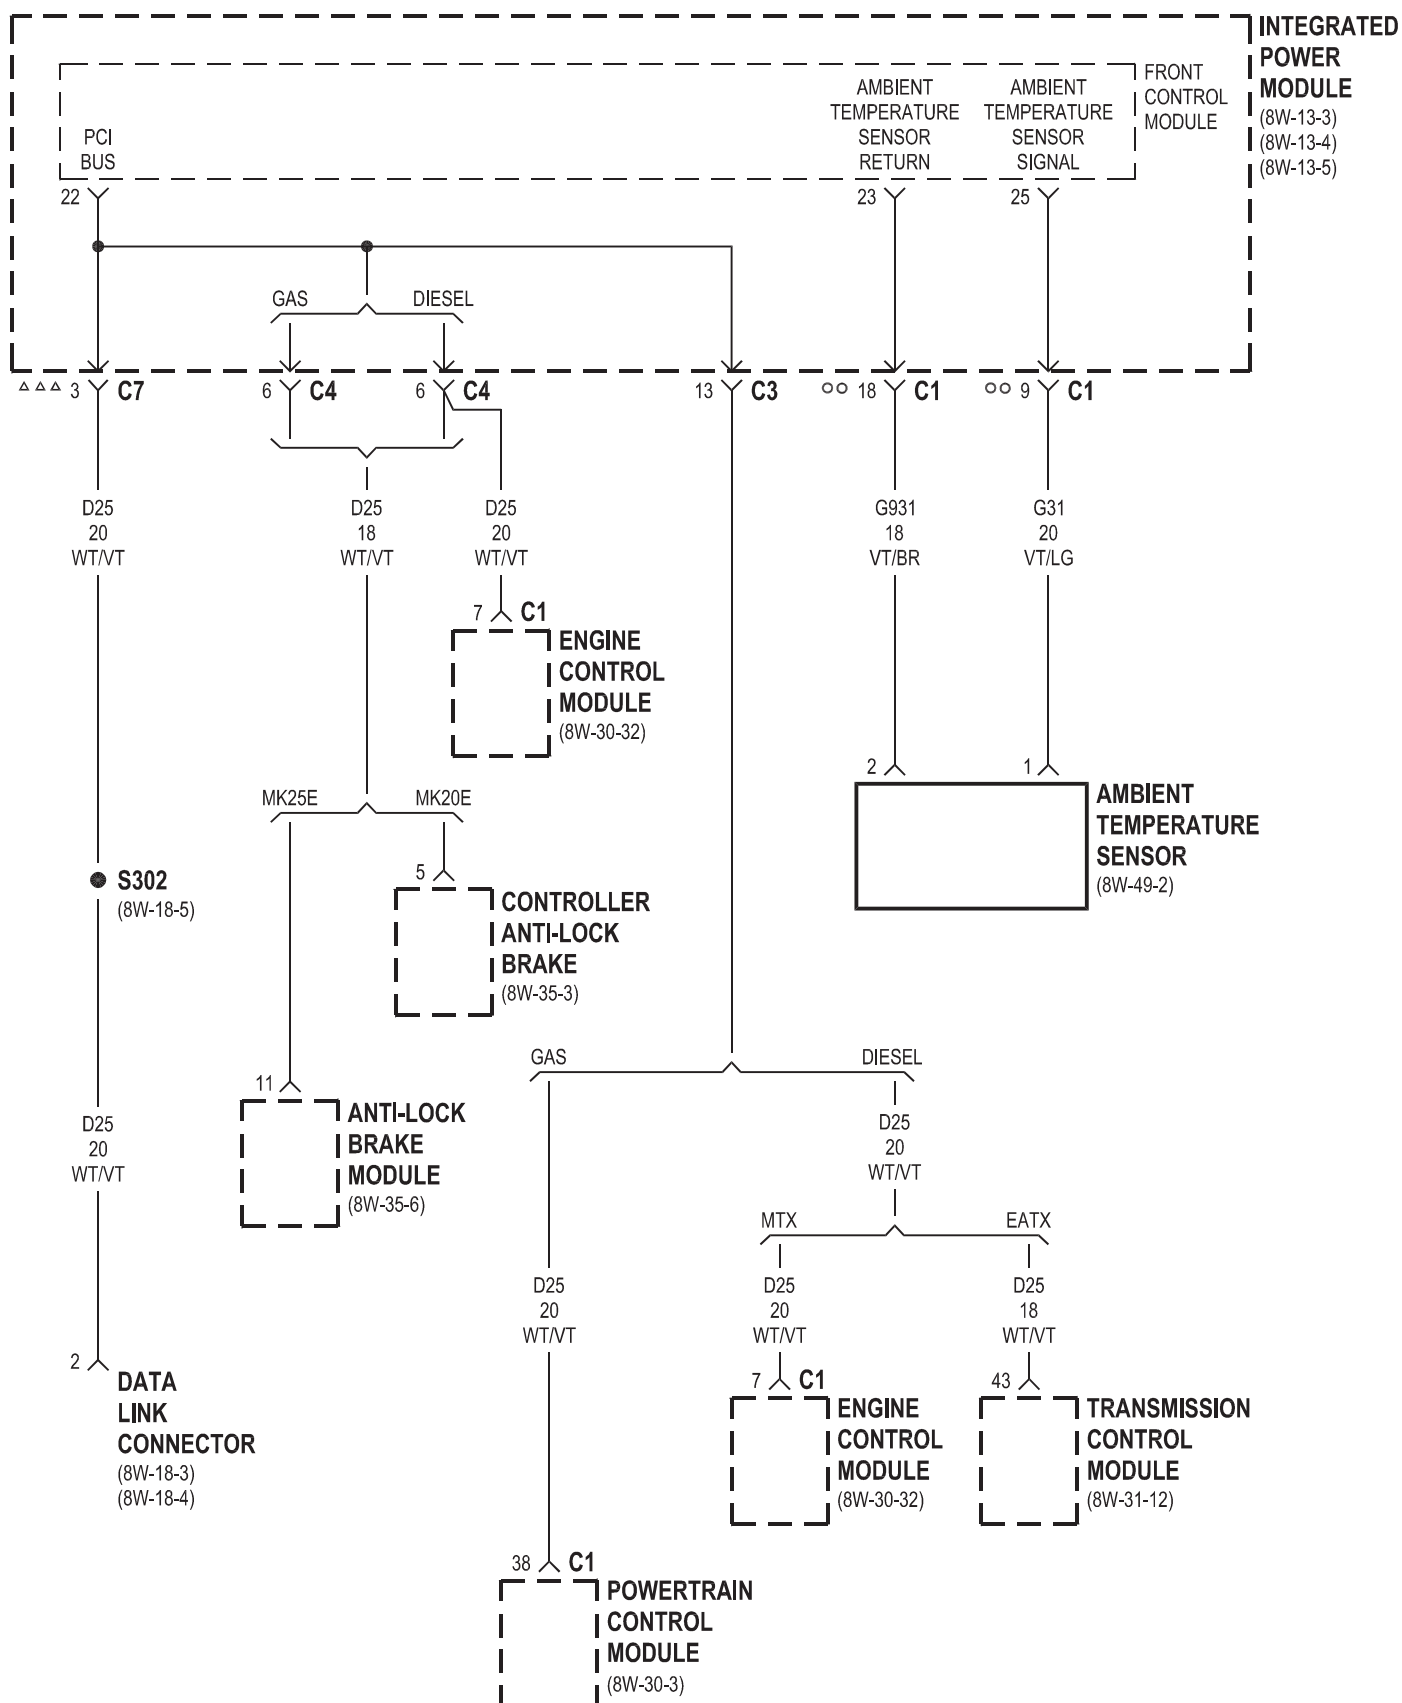 INTEGRATED
POWER
MODULE
(8W-13-3)
(8W-13-4)
(8W-13-5)
FRONT
CONTROL
MODULE
PCI
BUS
AMBIENT
TEMPERATURE
SENSOR
RETURN
AMBIENT
TEMPERATURE
SENSOR
SIGNAL
22
23
25
GAS
DIESEL
3 C7
6 C4
6 C4
13 C3
18 C1
9 C1
D25
20
WT/VT
D25
18
WT/VT
D25
20
WT/VT
G931
18
VT/BR
G31
20
VT/LG
7 C1
ENGINE
CONTROL
MODULE
(8W-30-32)
2
1
AMBIENT
TEMPERATURE
SENSOR
(8W-49-2)
MK25E
MK20E
S302
(8W-18-5)
5
CONTROLLER
ANTI-LOCK
BRAKE
(8W-35-3)
11
ANTI-LOCK
BRAKE
MODULE
(8W-35-6)
GAS
DIESEL
D25
20
WT/VT
D25
20
WT/VT
MTX
EATX
D25
20
WT/VT
D25
20
WT/VT
D25
18
WT/VT
2
DATA
LINK
CONNECTOR
(8W-18-3)
(8W-18-4)
7 C1
ENGINE
CONTROL
MODULE
(8W-30-32)
43
TRANSMISSION
CONTROL
MODULE
(8W-31-12)
38 C1
POWERTRAIN
CONTROL
MODULE
(8W-30-3)